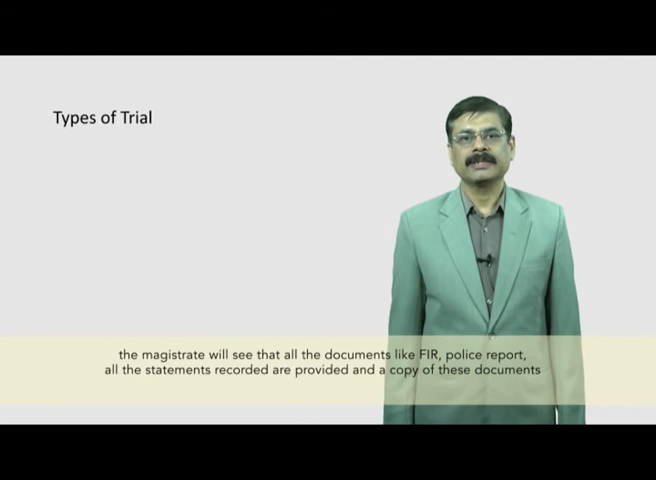 Types of Trial
the magistrate will see that all the documents like FIR, police report,
all the statements recorded are provided and a copy of these documents